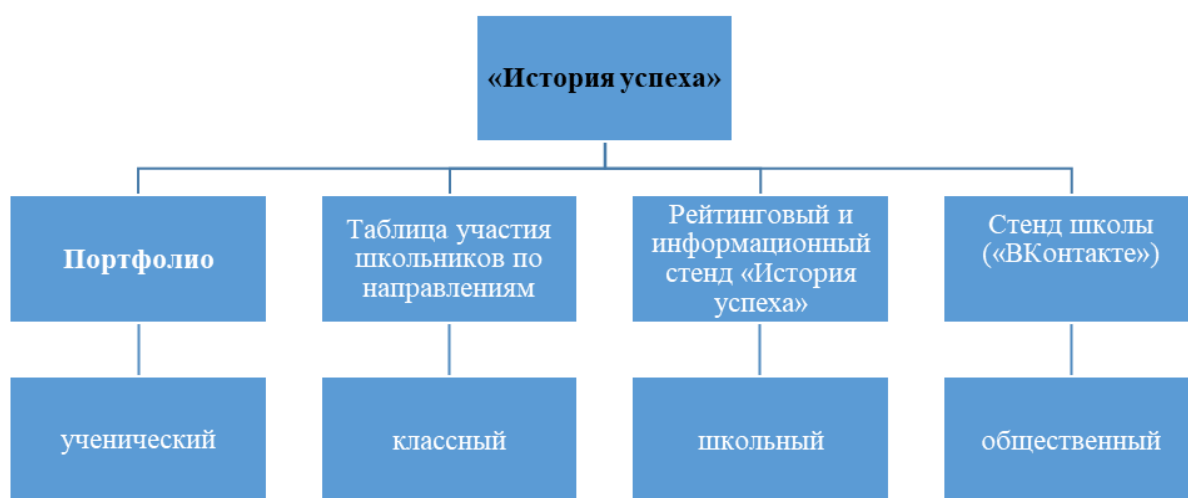 «История успеха»
Портфолио
Таблица участия
школьников по
направлениям
Рейтинговый и
информационный
стенд «История
успеха»
Стенд школы
(«ВКонтакте»)
ученический
классный
школьный
общественный